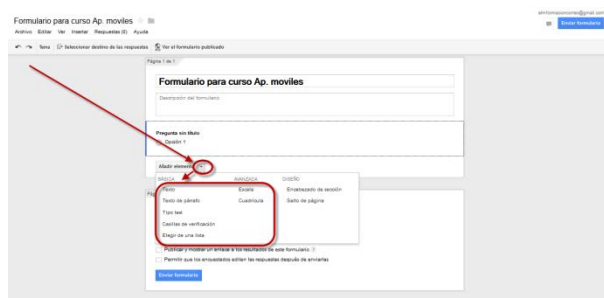 Formulario para curso Ap. moviles
Archivo Editar Ver Insertar Respuestas (0) Ayuda
Enviar formulario
Tema Seleccionar destino de las respuestas Ver el formulario publicado
Página 1 de 1
Formulario para curso Ap. moviles
Descripción del formulario
Pregunta sin título
Opción 1
Añadir elemento
BÁSICA AVANZADA DISEÑO
Texto Escala Encabezado de sección
Texto de párrafo Cuadrícula Salto de página
Tipo test
Casillas de verificación
Elegir de una lista
Publicar y mostrar un enlace a los resultados de este formulario
Permitir que los encuestados editen las respuestas después de enviarlas
Enviar formulario